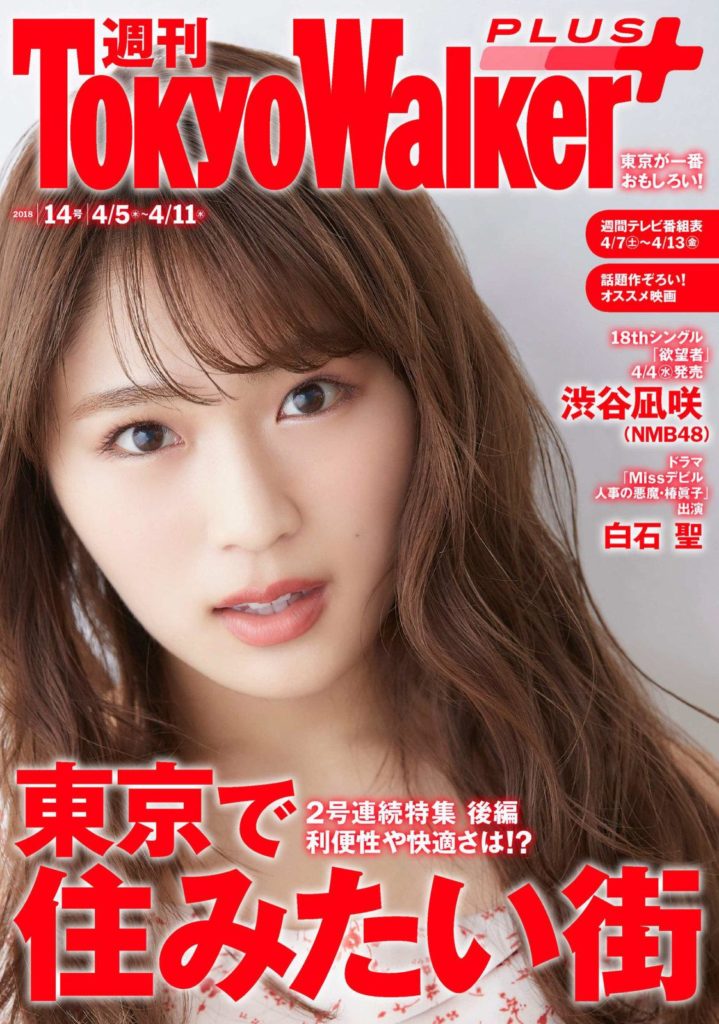 週刊
TokyoWalker
PLUS+
東京が一番
おもしろい!
2018 14号 4/5㊍~4/11㊌
週間テレビ番組表
4/7㊏~4/13㊎
話題作ぞろい!
オススメ映画
18thシングル
「欲望者」
4/4㊌発売
渋谷凪咲
(NMB48)
ドラマ
「Missデビル
人事の悪魔・椿眞子」
出演
白石 聖
東京で
2号連続特集 後編
利便性や快適さは!?
住みたい街